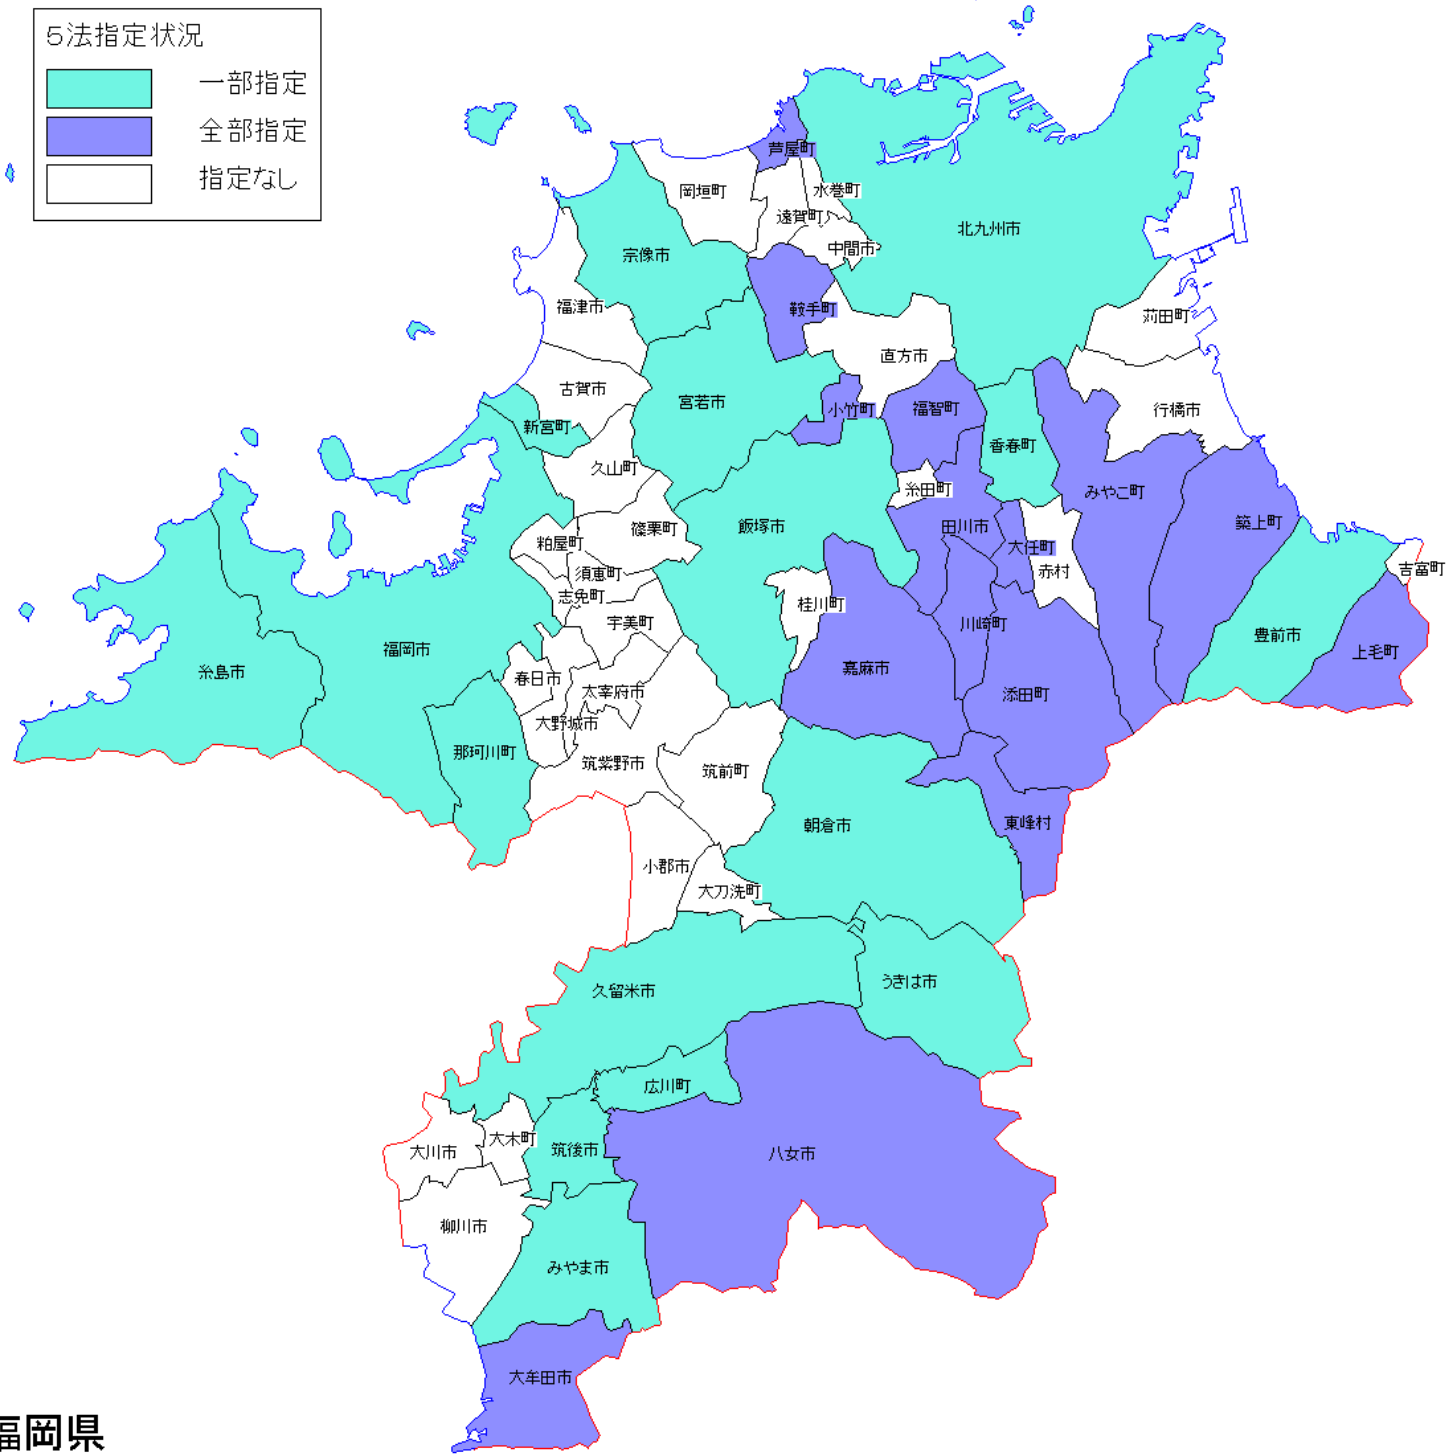 5法指定状況
一部指定
全部指定
指定なし
芦屋町
岡垣町
水巻町
遠賀町
北九州市
中間市
宗像市
福津市
鞍手町
苅田町
直方市
古賀市
宮若市
小竹町
福智町
行橋市
新宮町
香春町
久山町
糸田町
みやこ町
飯塚市
篠栗町
田川市
築上町
粕屋町
大任町
須恵町
赤村
吉富町
志免町
桂川町
宇美町
川崎町
豊前市
福岡市
上毛町
糸島市
嘉麻市
春日市
太宰府市
添田町
大野城市
那珂川町
筑紫野市
筑前町
朝倉市
東峰村
小郡市
大刀洗町
うきは市
久留米市
広川町
大木町
大川市
筑後市
八女市
柳川市
みやま市
大牟田市
福岡県